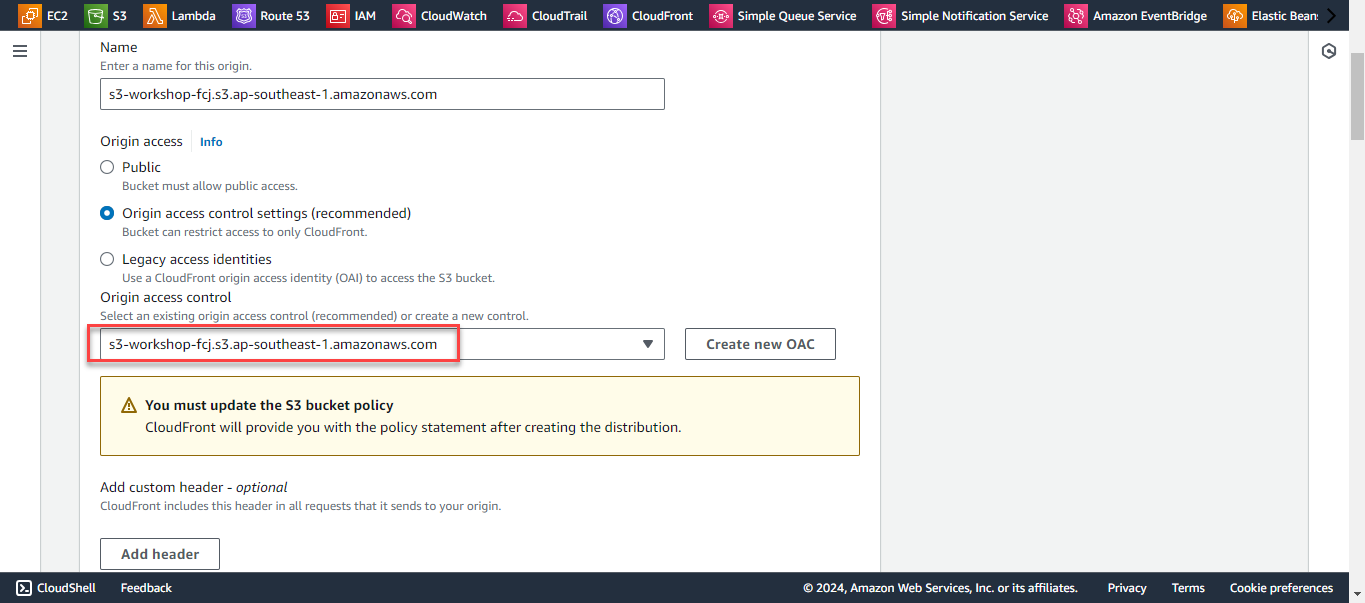 EC2 S3 Lambda Route 53 IAM CloudWatch CloudTrail CloudFront Simple Queue Service Simple Notification Service Amazon EventBridge Elastic Bean
Name
Enter a name for this origin.
s3-workshop-fcj.s3.ap-southeast-1.amazonaws.com
Origin access Info
Public
Bucket must allow public access.
Origin access control settings (recommended)
Bucket can restrict access to only CloudFront.
Legacy access identities
Use a CloudFront origin access identity (OAI) to access the S3 bucket.
Origin access control
Select an existing origin access control (recommended) or create a new control.
s3-workshop-fcj.s3.ap-southeast-1.amazonaws.com Create new OAC
You must update the S3 bucket policy
CloudFront will provide you with the policy statement after creating the distribution.
Add custom header - optional
CloudFront includes this header in all requests that it sends to your origin.
Add header
CloudShell Feedback © 2024, Amazon Web Services, Inc. or its affiliates. Privacy Terms Cookie preferences